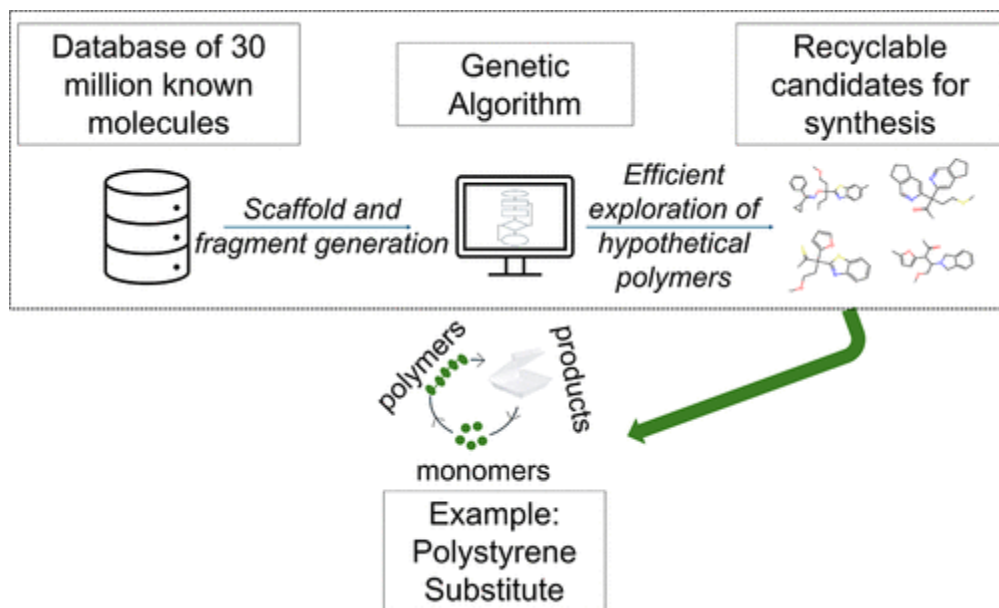 Database of 30
million known
molecules
Genetic
Algorithm
Recyclable
candidates for
synthesis
Scaffold and
fragment generation
Efficient
exploration of
hypothetical
polymers
polymers
products
monomers
Example:
Polystyrene
Substitute